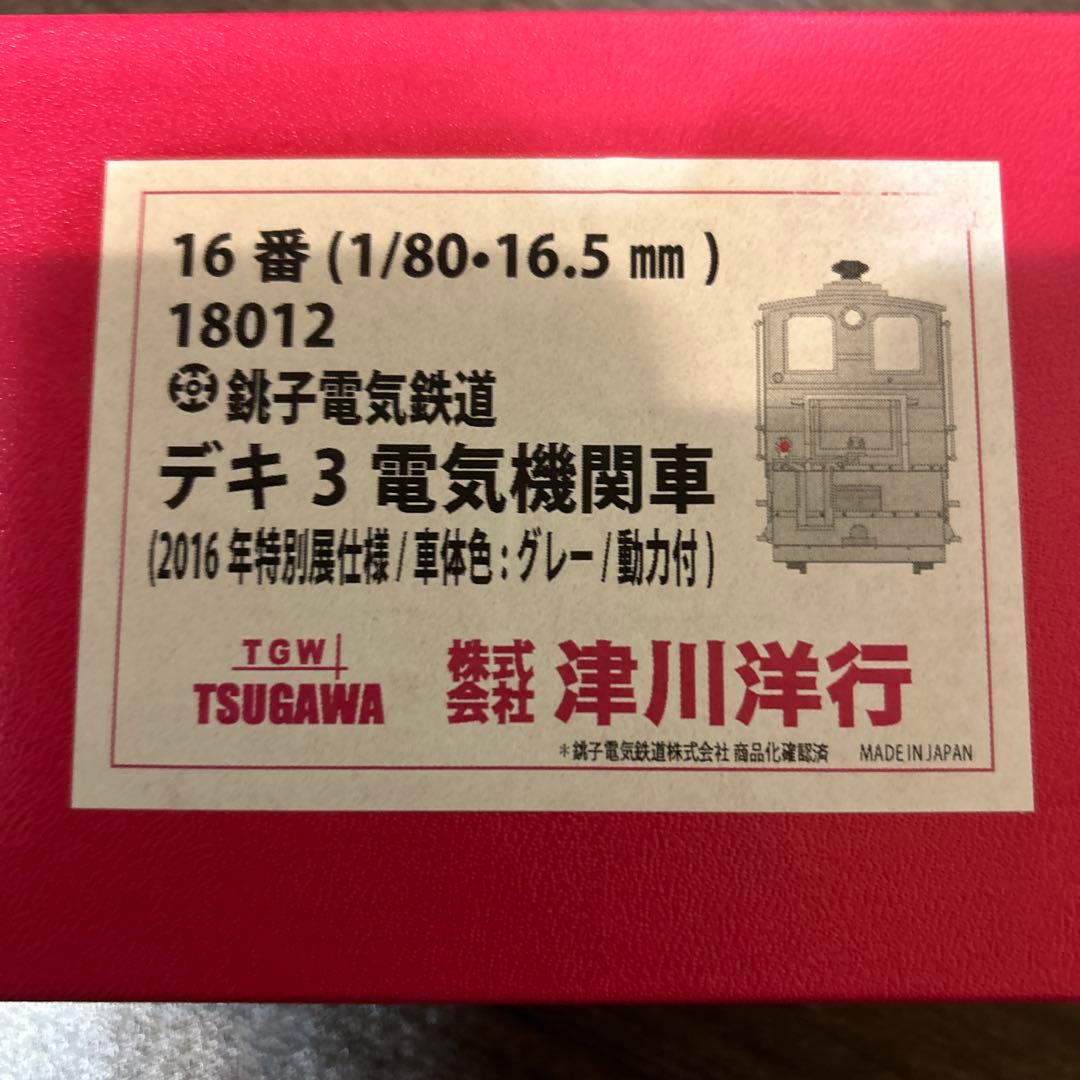 16 番 (1/80・16.5 ㎜ )
18012
銚子電気鉄道
デキ 3 電気機関車
(2016 年特別展仕様 / 車体色 : グレー / 動力付 )
TGW
TSUGAWA
株式会社 津川洋行
＊銚子電気鉄道株式会社 商品化確認済 MADE IN JAPAN